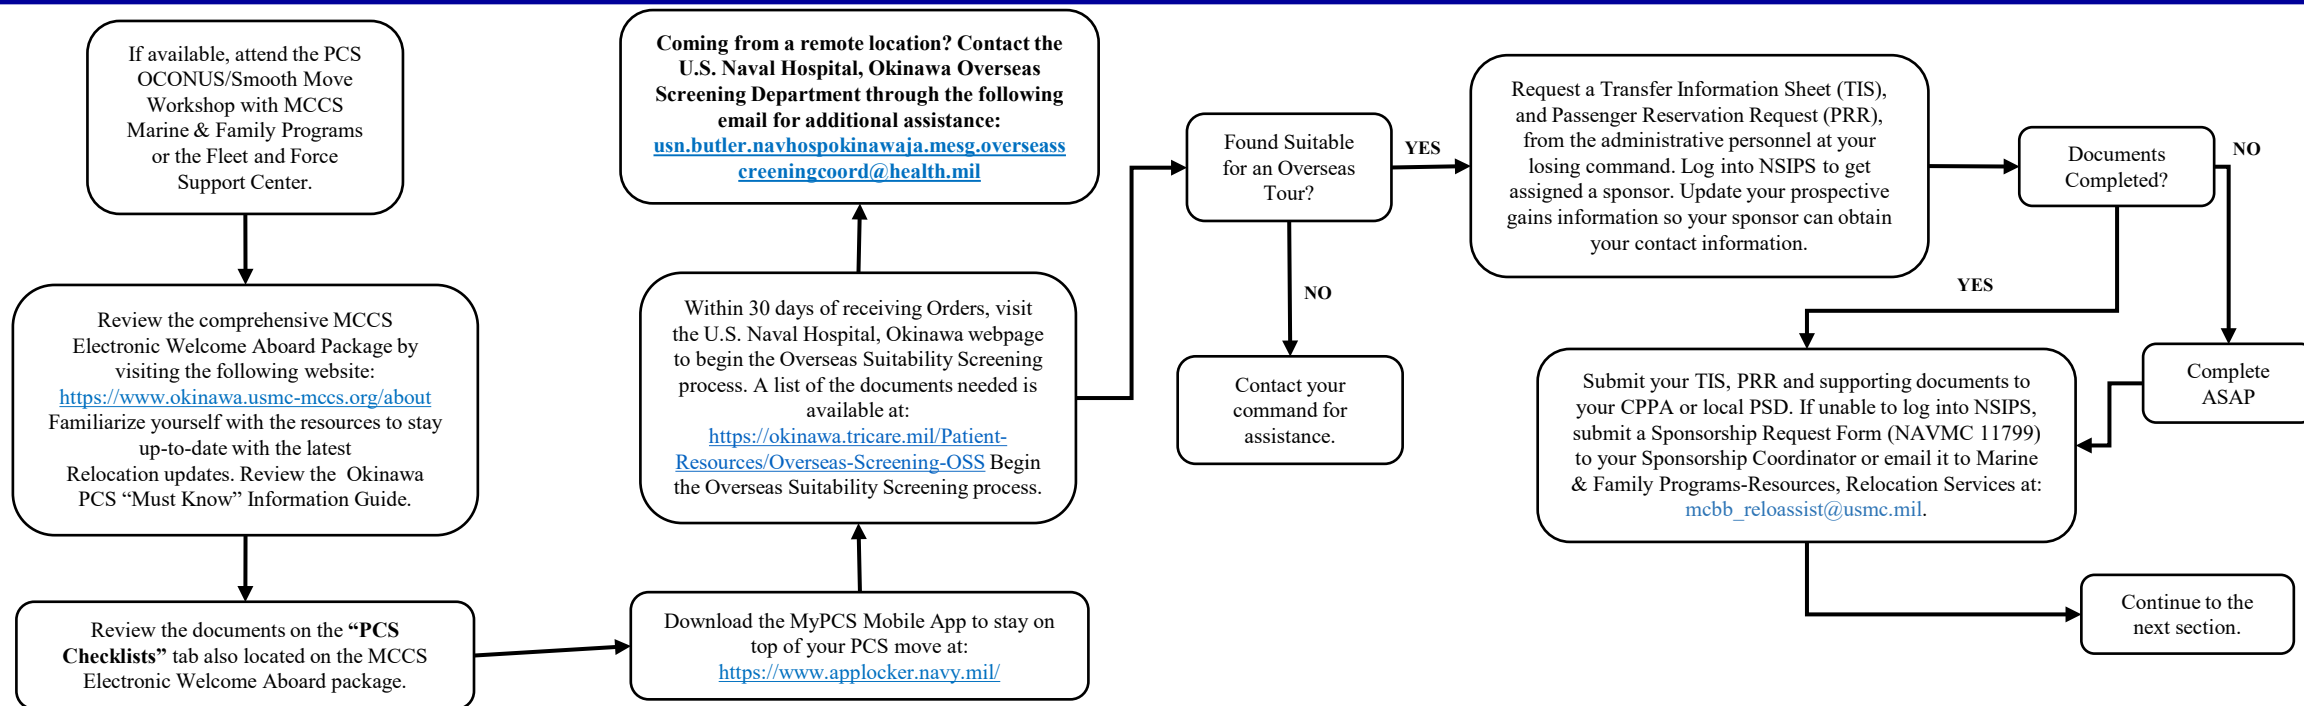 If available, attend the PCS
OCONUS/Smooth Move
Workshop with MCCS
Marine & Family Programs
or the Fleet and Force
Support Center.
Review the comprehensive MCCS
Electronic Welcome Aboard Package by
visiting the following website:
https://www.okinawa.usmc-mccs.org/about
Familiarize yourself with the resources to stay
up-to-date with the latest
Relocation updates. Review the Okinawa
PCS “Must Know” Information Guide.
Review the documents on the “PCS
Checklists” tab also located on the MCCS
Electronic Welcome Aboard package.
Download the MyPCS Mobile App to stay on
top of your PCS move at:
https://www.applocker.navy.mil/
Within 30 days of receiving Orders, visit
the U.S. Naval Hospital, Okinawa webpage
to begin the Overseas Suitability Screening
process. A list of the documents needed is
available at:
https://okinawa.tricare.mil/Patient-
Resources/Overseas-Screening-OSS Begin
the Overseas Suitability Screening process.
Coming from a remote location? Contact the
U.S. Naval Hospital, Okinawa Overseas
Screening Department through the following
email for additional assistance:
usn.butler.navhospokinawaja.mesg.overseass
creeningcoord@health.mil
Found Suitable
for an Overseas
Tour?
YES
NO
Contact your
command for
assistance.
Request a Transfer Information Sheet (TIS),
and Passenger Reservation Request (PRR),
from the administrative personnel at your
losing command. Log into NSIPS to get
assigned a sponsor. Update your prospective
gains information so your sponsor can obtain
your contact information.
Documents
Completed?
NO
YES
Complete
ASAP
Submit your TIS, PRR and supporting documents to
your CPPA or local PSD. If unable to log into NSIPS,
submit a Sponsorship Request Form (NAVMC 11799)
to your Sponsorship Coordinator or email it to Marine
& Family Programs-Resources, Relocation Services at:
mcbb_reloassist@usmc.mil.
Continue to the
next section.